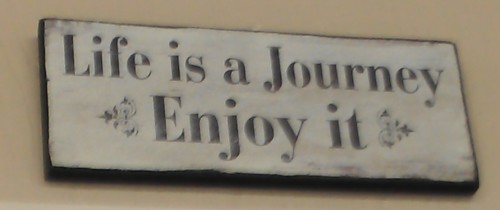 Life is a Journey
Enjoy it